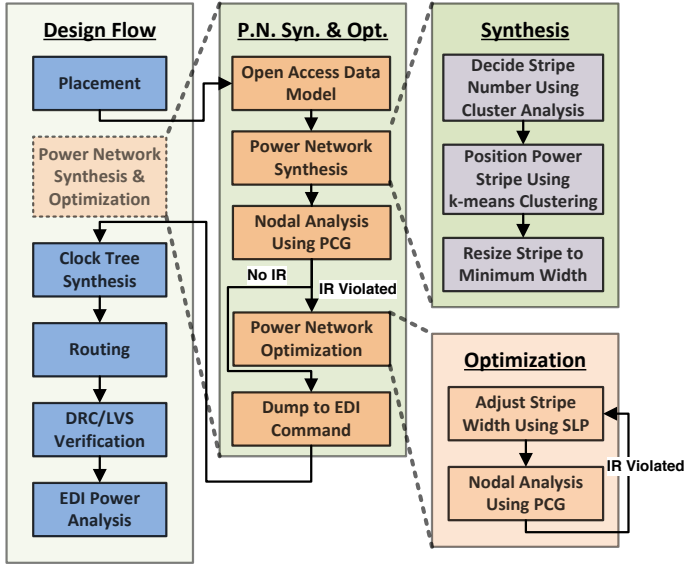 Design Flow
Placement
Power Network
Synthesis &
Optimization
Clock Tree
Synthesis
Routing
DRC/LVS
Verification
EDI Power
Analysis
P.N. Syn. & Opt.
Open Access Data
Model
Power Network
Synthesis
Nodal Analysis
Using PCG
No IR
IR Violated
Power Network
Optimization
Dump to EDI
Command
Synthesis
Decide Stripe
Number Using
Cluster Analysis
Position Power
Stripe Using
k-means Clustering
Resize Stripe to
Minimum Width
Optimization
Adjust Stripe
Width Using SLP
IR Violated
Nodal Analysis
Using PCG